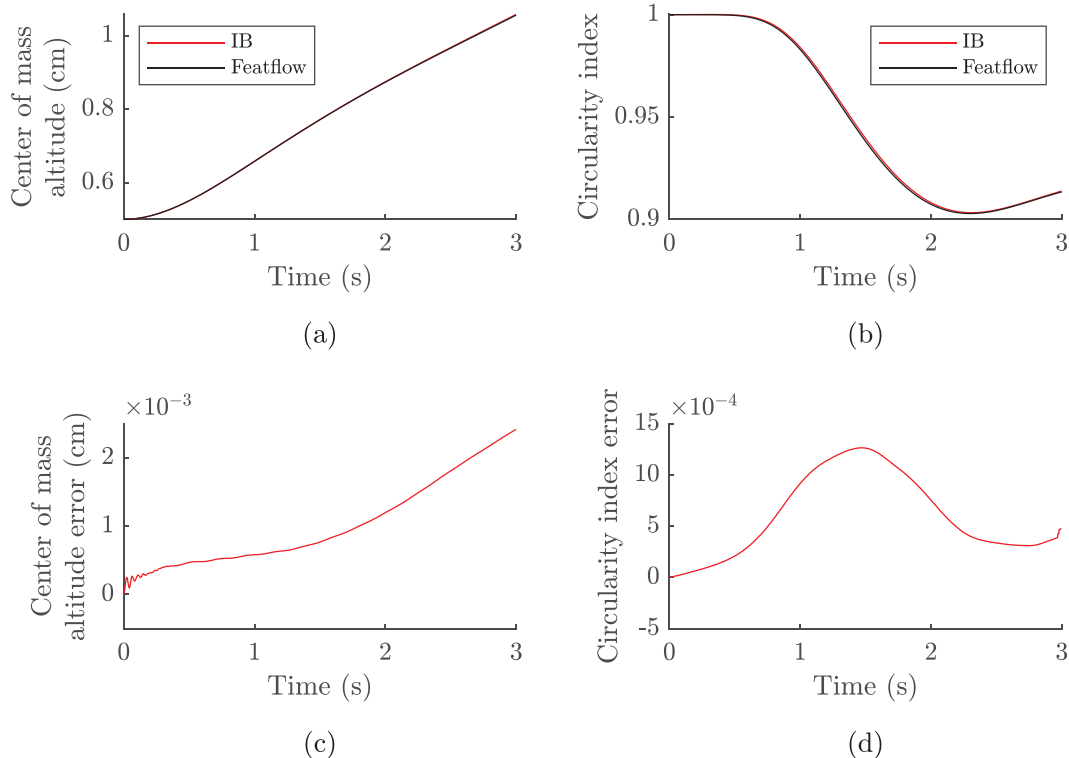 Center of mass
altitude (cm)
1
0.8
0.6
IB
Featflow
0
1
2
3
Time (s)
(a)
Circularity index
1
0.95
0.9
IB
Featflow
0
1
2
3
Time (s)
(b)
Center of mass
altitude error (cm)
×10⁻³
2
1
0
0
1
2
3
Time (s)
(c)
Circularity index error
×10⁻⁴
15
10
5
0
-5
0
1
2
3
Time (s)
(d)